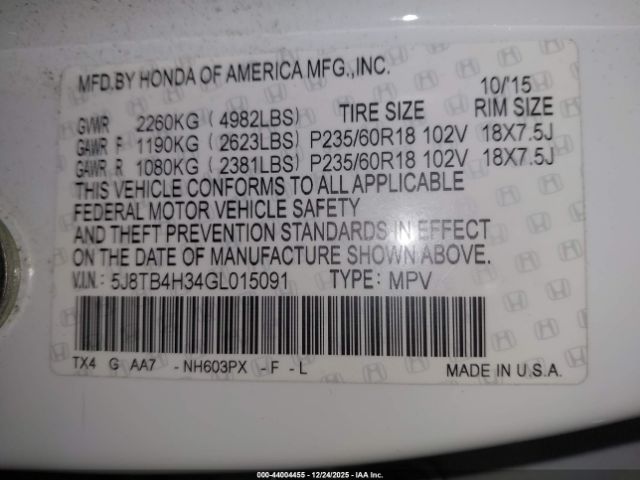 MFD.BY HONDA OF AMERICA MFG.,INC.
10/'15
TIRE SIZE RIM SIZE
GVWR 2260KG ( 4982LBS)
GAWR F 1190KG ( 2623LBS) P235/60R18 102V 18X7.5J
GAWR R 1080KG ( 2381LBS) P235/60R18 102V 18X7.5J
THIS VEHICLE CONFORMS TO ALL APPLICABLE
FEDERAL MOTOR VEHICLE SAFETY
AND THEFT PREVENTION STANDARDS IN EFFECT
ON THE DATE OF MANUFACTURE SHOWN ABOVE.
V.I.N.: 5J8TB4H34GL015091 TYPE: MPV
TX4 G AA7 -NH603PX -F -L
MADE IN U.S.A.
000-44004455 - 12/24/2025 - IAA Inc.